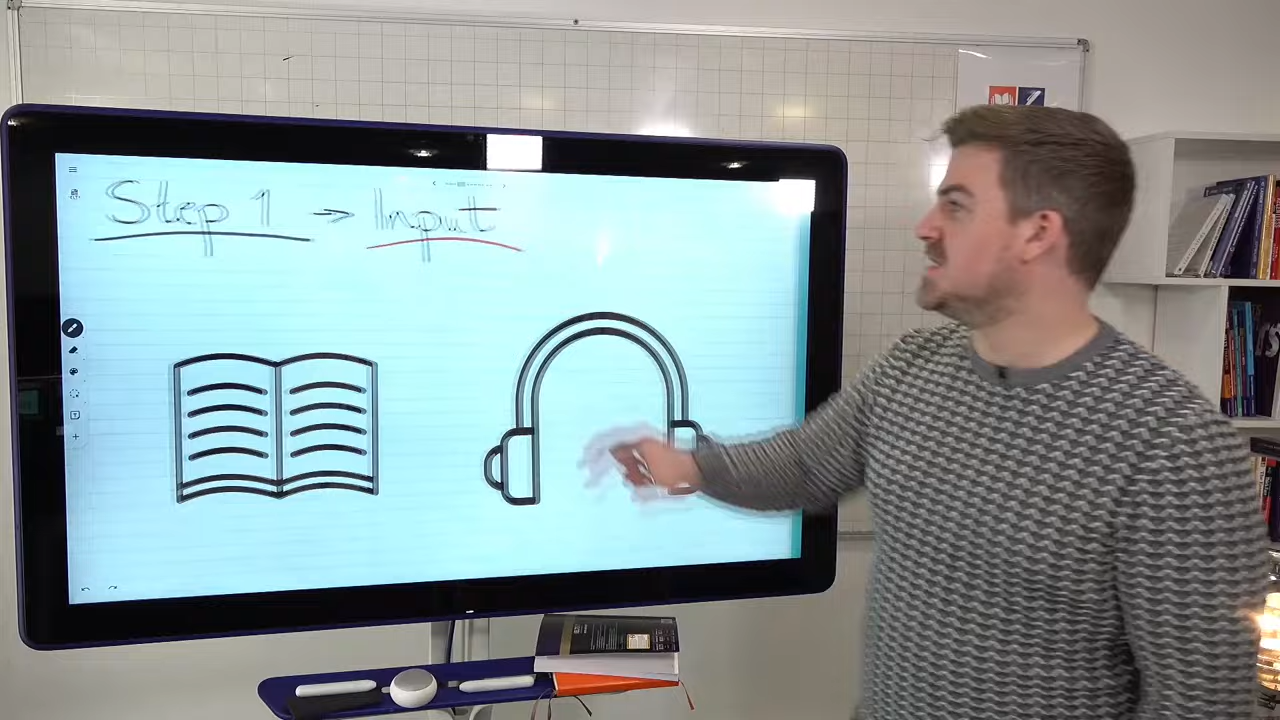 Step 1 → Input